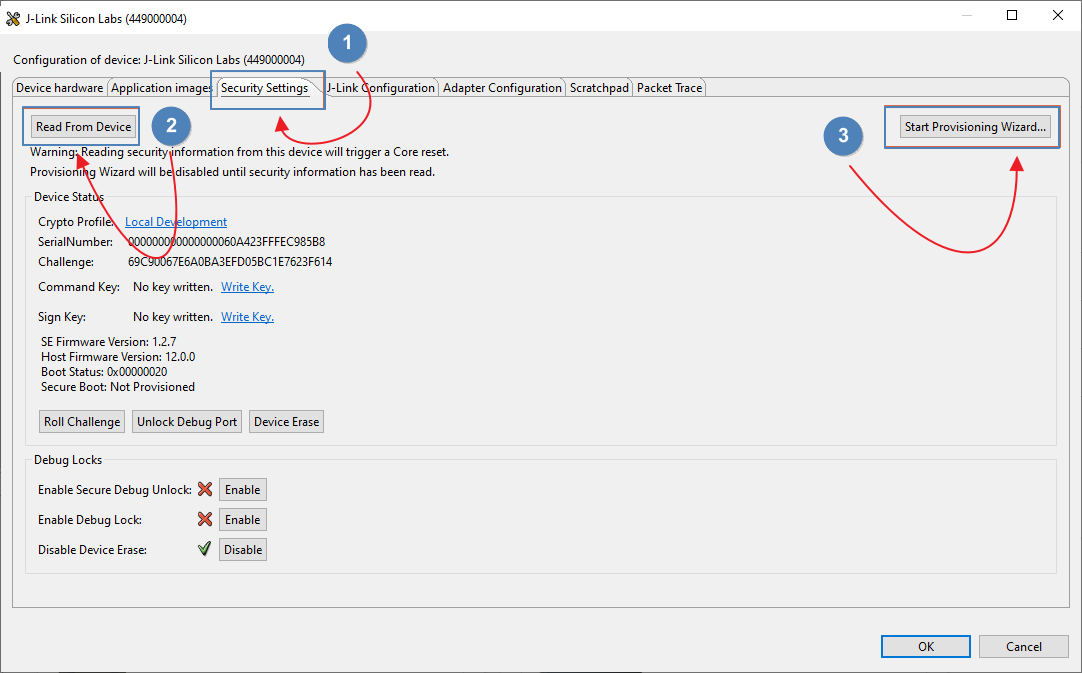 J-Link Silicon Labs (449000004)
1
Configuration of device: J-Link Silicon Labs (449000004)
Device hardware Application images Security Settings J-Link Configuration Adapter Configuration Scratchpad Packet Trace
Read From Device 2 3 Start Provisioning Wizard...
Warning: Reading security information from this device will trigger a Core reset.
Provisioning Wizard will be disabled until security information has been read.
Device Status
Crypto Profile: Local Development
SerialNumber: 000000000000000060A423FFFEC985B8
Challenge: 69C90067E6A0BA3EFD05BC1E7623F614
Command Key: No key written. Write Key.
Sign Key: No key written. Write Key.
SE Firmware Version: 1.2.7
Host Firmware Version: 12.0.0
Boot Status: 0x00000020
Secure Boot: Not Provisioned
Roll Challenge Unlock Debug Port Device Erase
Debug Locks
Enable Secure Debug Unlock: Enable
Enable Debug Lock: Enable
Disable Device Erase: Disable
OK Cancel